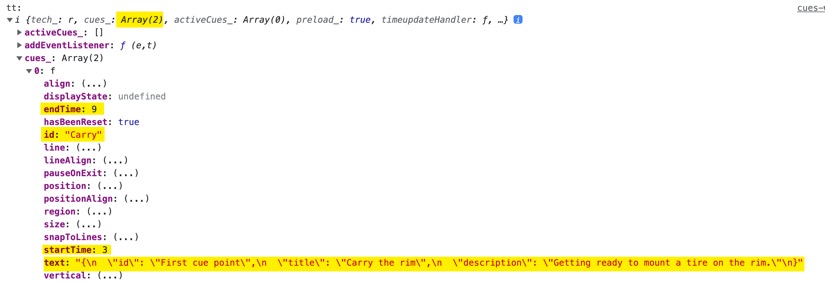 tt: cues-
▼i {tech_: r, cues_: Array(2), activeCues_: Array(0), preload_: true, timeupdateHandler: ƒ, …} i
▶activeCues_: []
▶addEventListener: ƒ (e,t)
▼cues_: Array(2)
▼0: f
align: (...)
displayState: undefined
endTime: 9
hasBeenReset: true
id: "Carry"
line: (...)
lineAlign: (...)
pauseOnExit: (...)
position: (...)
positionAlign: (...)
region: (...)
size: (...)
snapToLines: (...)
startTime: 3
text: "{\n  \"id\": \"First cue point\",\n  \"title\": \"Carry the rim\",\n  \"description\": \"Getting ready to mount a tire on the rim.\"\n}"
vertical: (...)